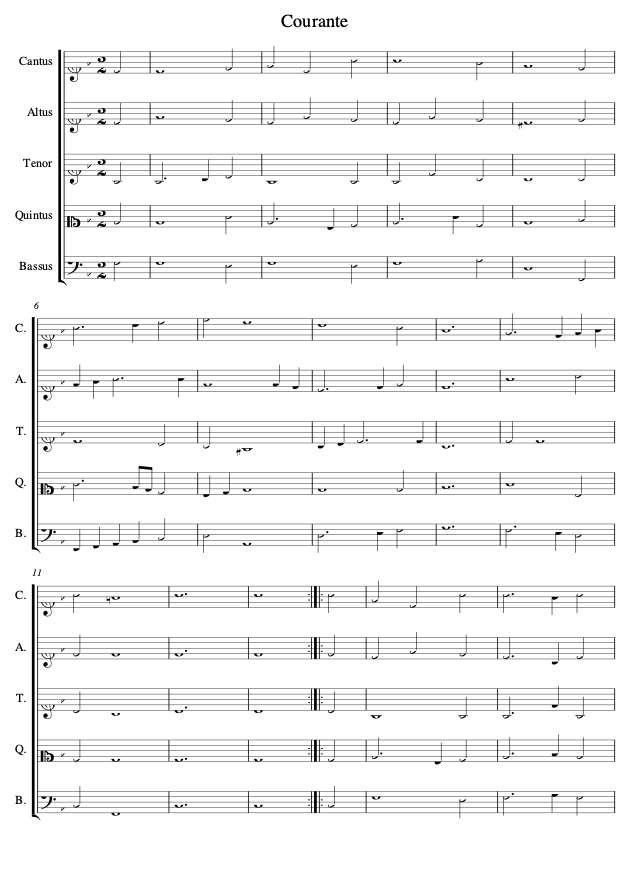 Courante
Cantus
Altus
Tenor
Quintus
Bassus
6
C.
A.
T.
Q.
B.
11
C.
A.
T.
Q.
B.